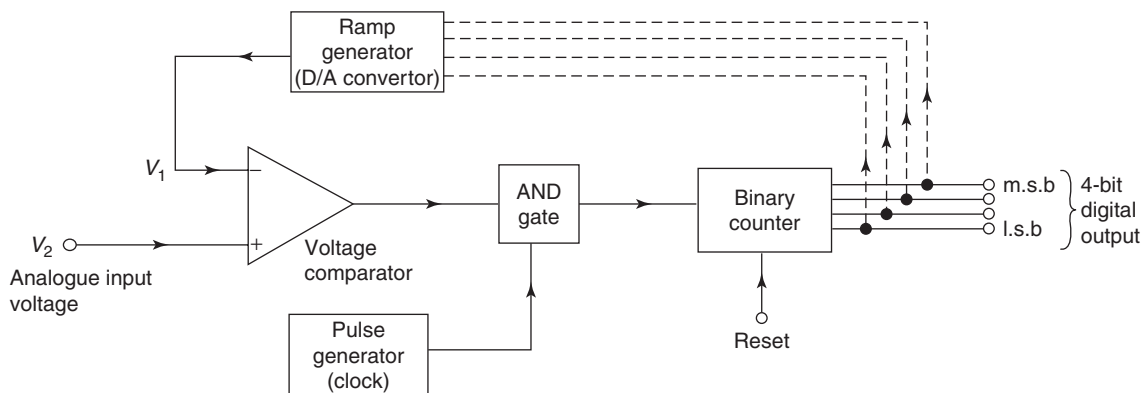 Ramp
generator
(D/A convertor)
V1
V2
Analogue input
voltage
Voltage
comparator
AND
gate
Pulse
generator
(clock)
Binary
counter
Reset
m.s.b
l.s.b
4-bit
digital
output